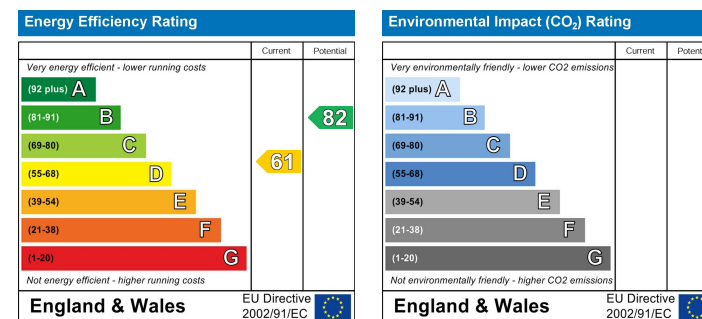 Energy Efficiency Rating
Current Potential
Very energy efficient - lower running costs
(92 plus) A
(81-91) B
82
(69-80) C
(55-68) D
61
(39-54) E
(21-38) F
(1-20) G
Not energy efficient - higher running costs
England & Wales
EU Directive
2002/91/EC
Environmental Impact (CO₂) Rating
Current Potent
Very environmentally friendly - lower CO2 emissions
(92 plus) A
(81-91) B
(69-80) C
(55-68) D
(39-54) E
(21-38) F
(1-20) G
Not environmentally friendly - higher CO2 emissions
England & Wales
EU Directive
2002/91/EC